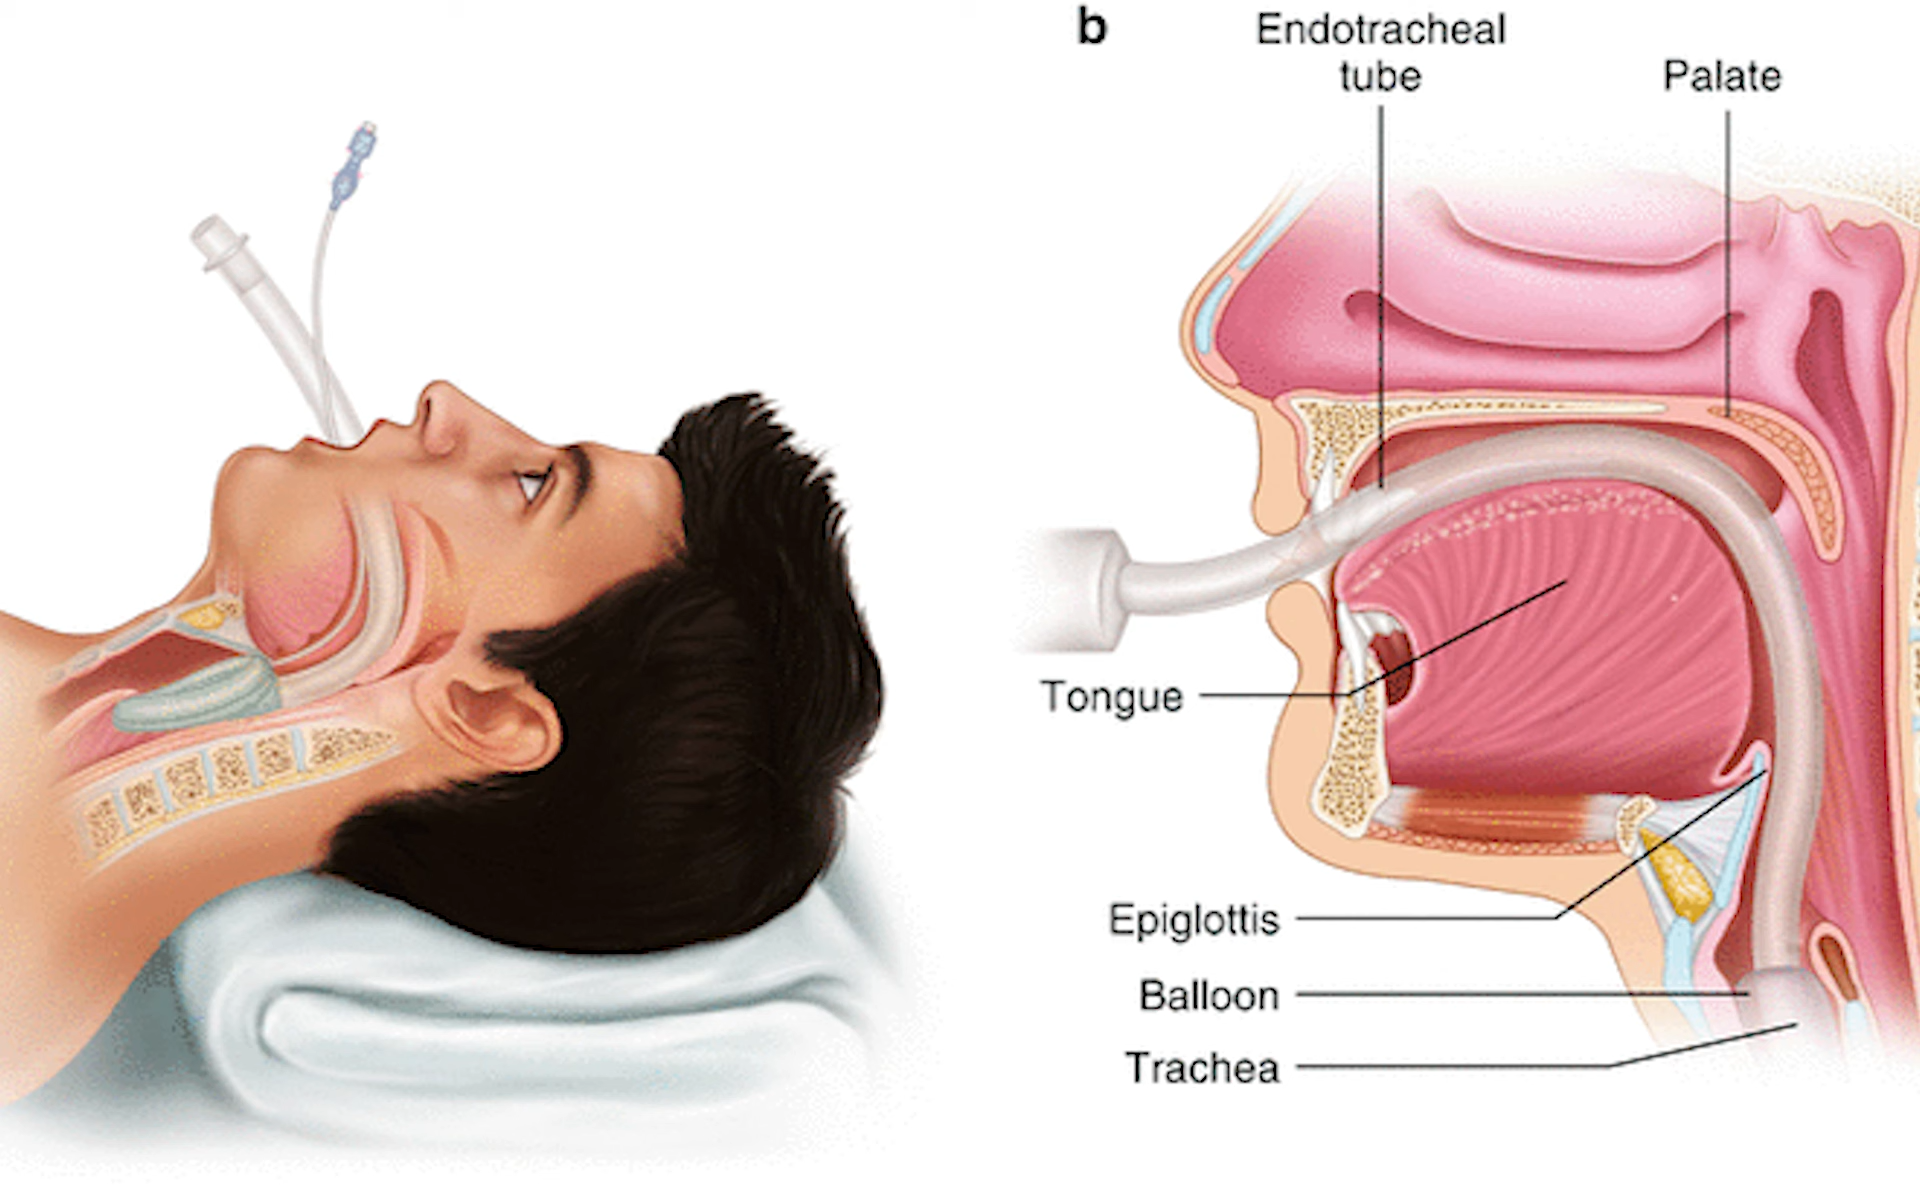 b
Endotracheal
tube
Palate
Tongue
Epiglottis
Balloon
Trachea